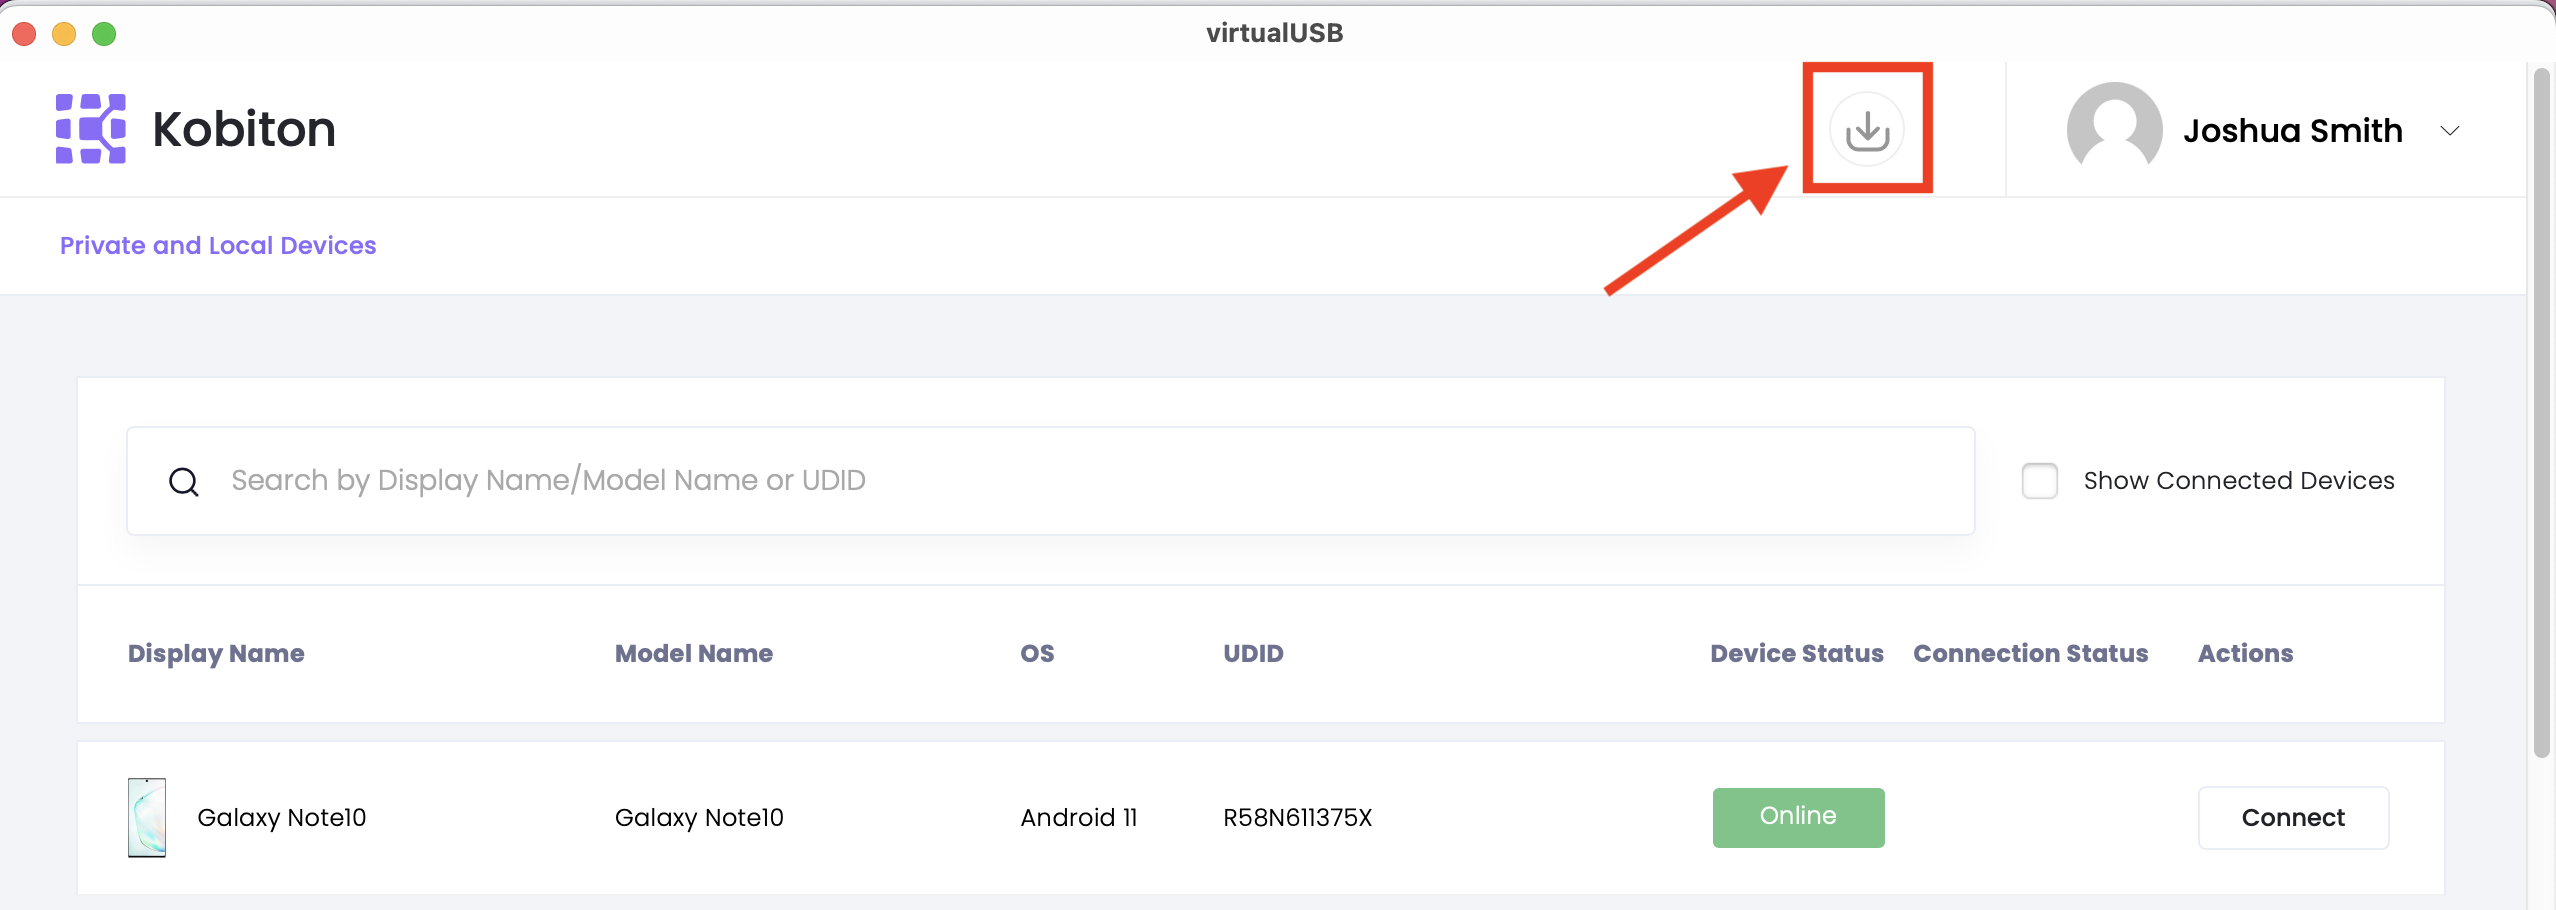 virtualUSB
Kobiton
Joshua Smith
Private and Local Devices
Search by Display Name/Model Name or UDID
Show Connected Devices
Display Name Model Name OS UDID Device Status Connection Status Actions
Galaxy Note10 Galaxy Note10 Android 11 R58N611375X Online Connect